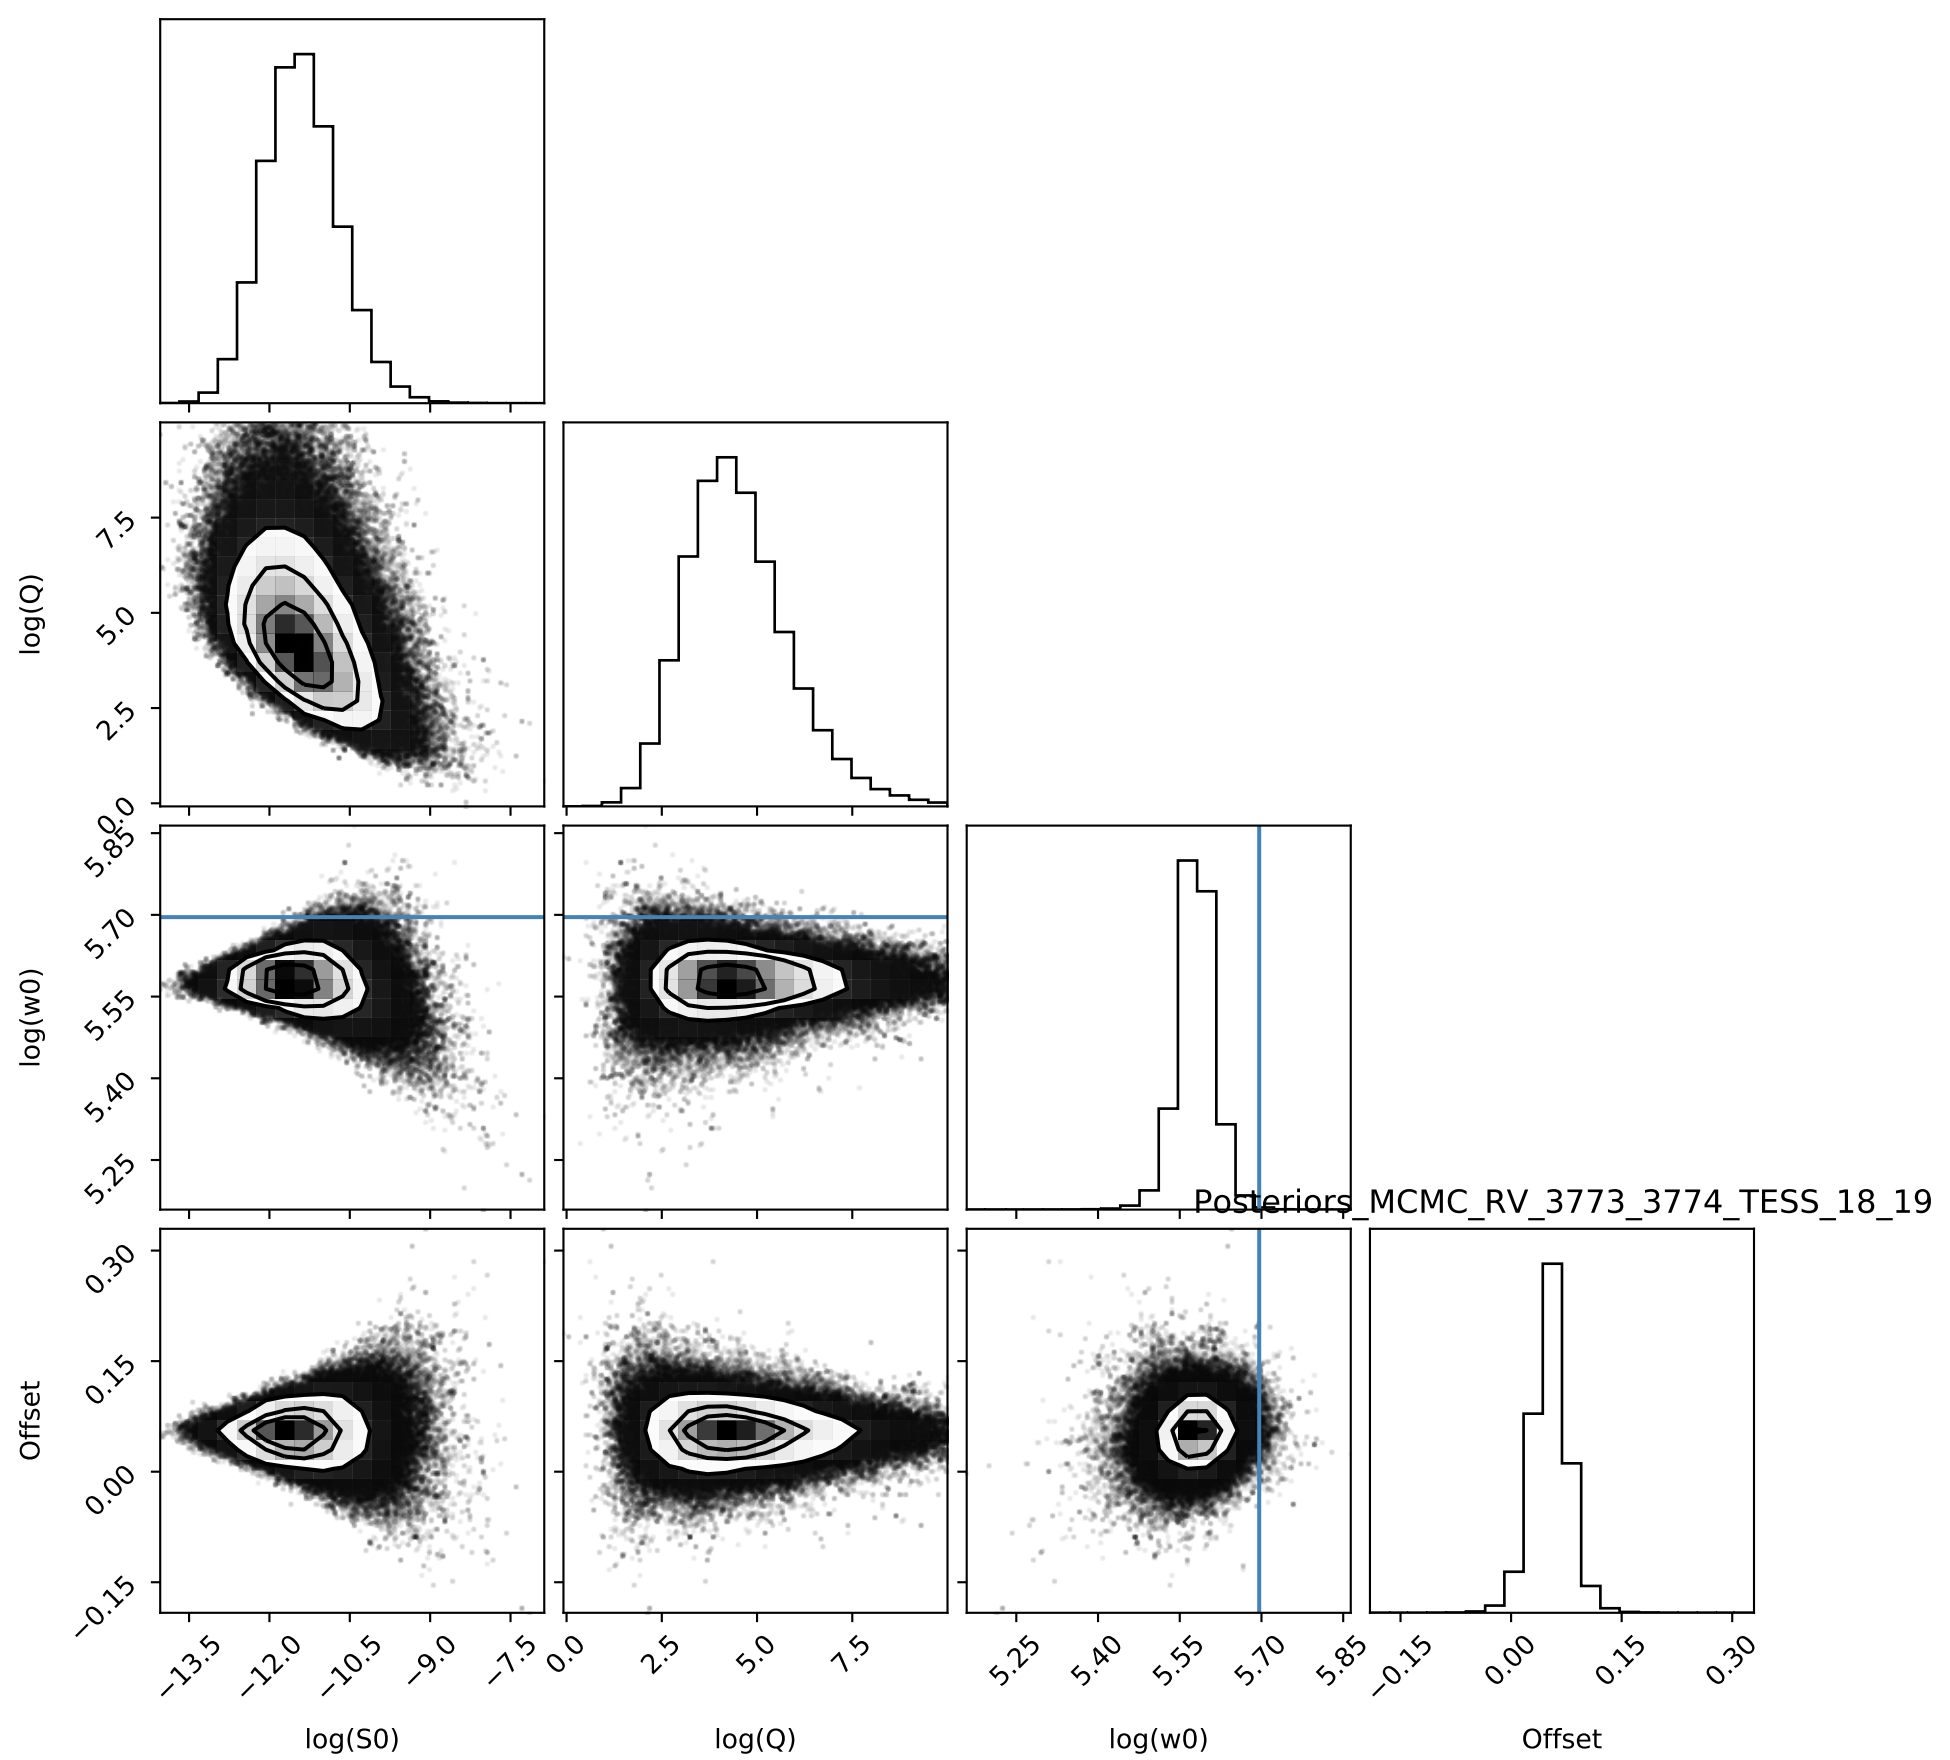 log(Q)
7.5
5.0
2.5
0.0
log(w0)
5.85
5.70
5.55
5.40
5.25
Posteriors_MCMC_RV_3773_3774_TESS_18_19
Offset
0.30
0.15
0.00
−0.15
−13.5 −12.0 −10.5 −9.0 −7.5 0.0 2.5 5.0 7.5 5.25 5.40 5.55 5.70 5.85 −0.15 0.00 0.15 0.30
log(S0) log(Q) log(w0) Offset